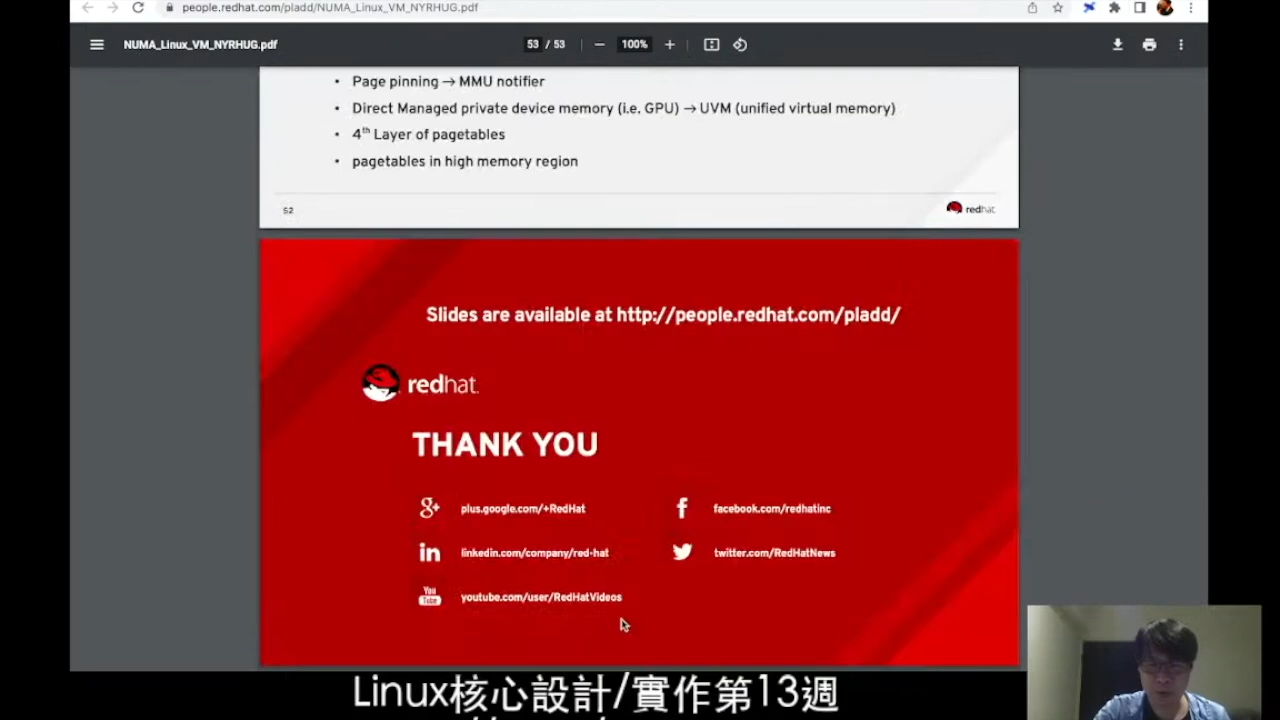 people.redhat.com/pladd/NUMA_Linux_VM_NYRHUG.pdf
NUMA_Linux_VM_NYRHUG.pdf 53 / 53 100%
• Page pinning → MMU notifier
• Direct Managed private device memory (i.e. GPU) → UVM (unified virtual memory)
• 4th Layer of pagetables
• pagetables in high memory region
52 redhat.
Slides are available at http://people.redhat.com/pladd/
redhat.
THANK YOU
plus.google.com/+RedHat facebook.com/redhatinc
linkedin.com/company/red-hat twitter.com/RedHatNews
youtube.com/user/RedHatVideos
Linux核心設計/實作第13週